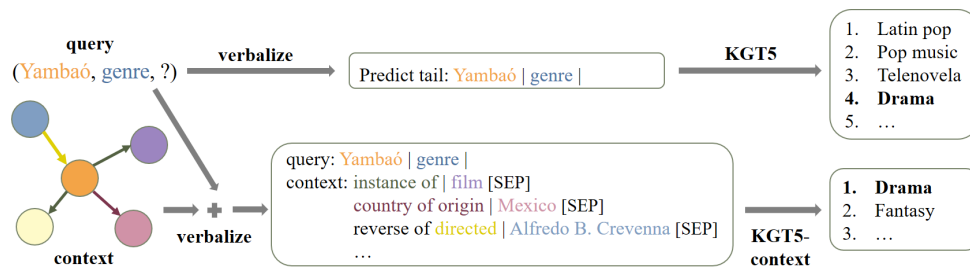 query
(Yambaó, genre, ?)
verbalize
Predict tail: Yambaó | genre |
KGT5
1. Latin pop
2. Pop music
3. Telenovela
4. Drama
5. …
context
verbalize
query: Yambaó | genre |
context: instance of | film [SEP]
country of origin | Mexico [SEP]
reverse of directed | Alfredo B. Crevenna [SEP]
…
KGT5-
context
1. Drama
2. Fantasy
3. …